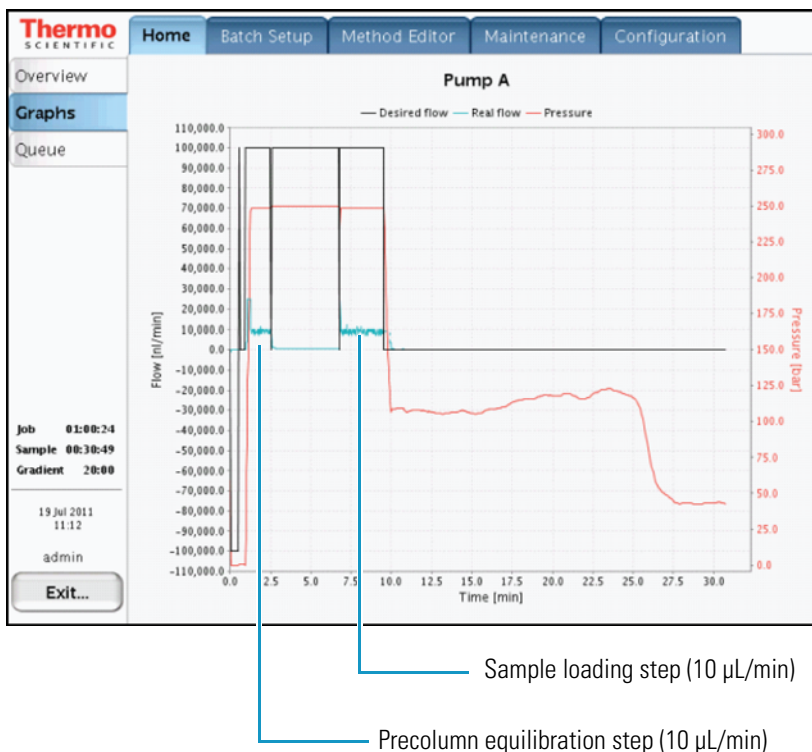 Thermo
SCIENTIFIC
Home
Batch Setup
Method Editor
Maintenance
Configuration
Overview
Graphs
Queue
Pump A
Desired flow
Real flow
Pressure
110,000.0
100,000.0
90,000.0
80,000.0
70,000.0
60,000.0
50,000.0
40,000.0
30,000.0
20,000.0
10,000.0
0.0
-10,000.0
-20,000.0
-30,000.0
-40,000.0
-50,000.0
-60,000.0
-70,000.0
-80,000.0
-90,000.0
-100,000.0
-110,000.0
Flow [nl/min]
300.0
275.0
250.0
225.0
200.0
175.0
150.0
125.0
100.0
75.0
50.0
25.0
0.0
Pressure [bar]
0.0 2.5 5.0 7.5 10.0 12.5 15.0 17.5 20.0 22.5 25.0 27.5 30.0
Time [min]
Job 01:00:24
Sample 00:30:49
Gradient 20:00
19 Jul 2011
11:12
admin
Exit...
Sample loading step (10 µL/min)
Precolumn equilibration step (10 µL/min)